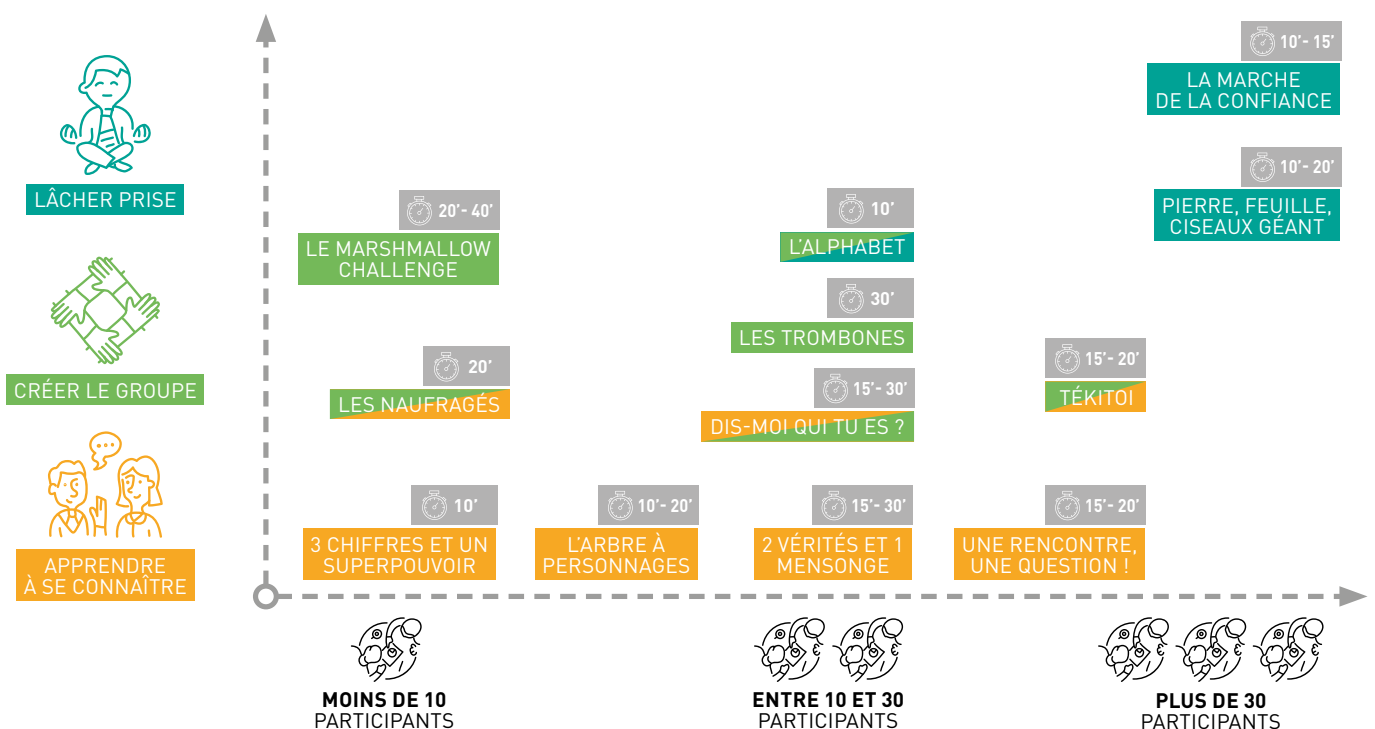 10'- 15'
LA MARCHE
DE LA CONFIANCE
LÂCHER PRISE
10'- 20'
PIERRE, FEUILLE,
CISEAUX GÉANT
20'- 40'
LE MARSHMALLOW
CHALLENGE
10'
L'ALPHABET
30'
LES TROMBONES
CRÉER LE GROUPE
20'
LES NAUFRAGÉS
15'- 30'
DIS-MOI QUI TU ES ?
15'- 20'
TÉKITOI
APPRENDRE
À SE CONNAÎTRE
10'
3 CHIFFRES ET UN
SUPERPOUVOIR
10'- 20'
L'ARBRE À
PERSONNAGES
15'- 30'
2 VÉRITÉS ET 1
MENSONGE
15'- 20'
UNE RENCONTRE,
UNE QUESTION !
MOINS DE 10
PARTICIPANTS
ENTRE 10 ET 30
PARTICIPANTS
PLUS DE 30
PARTICIPANTS